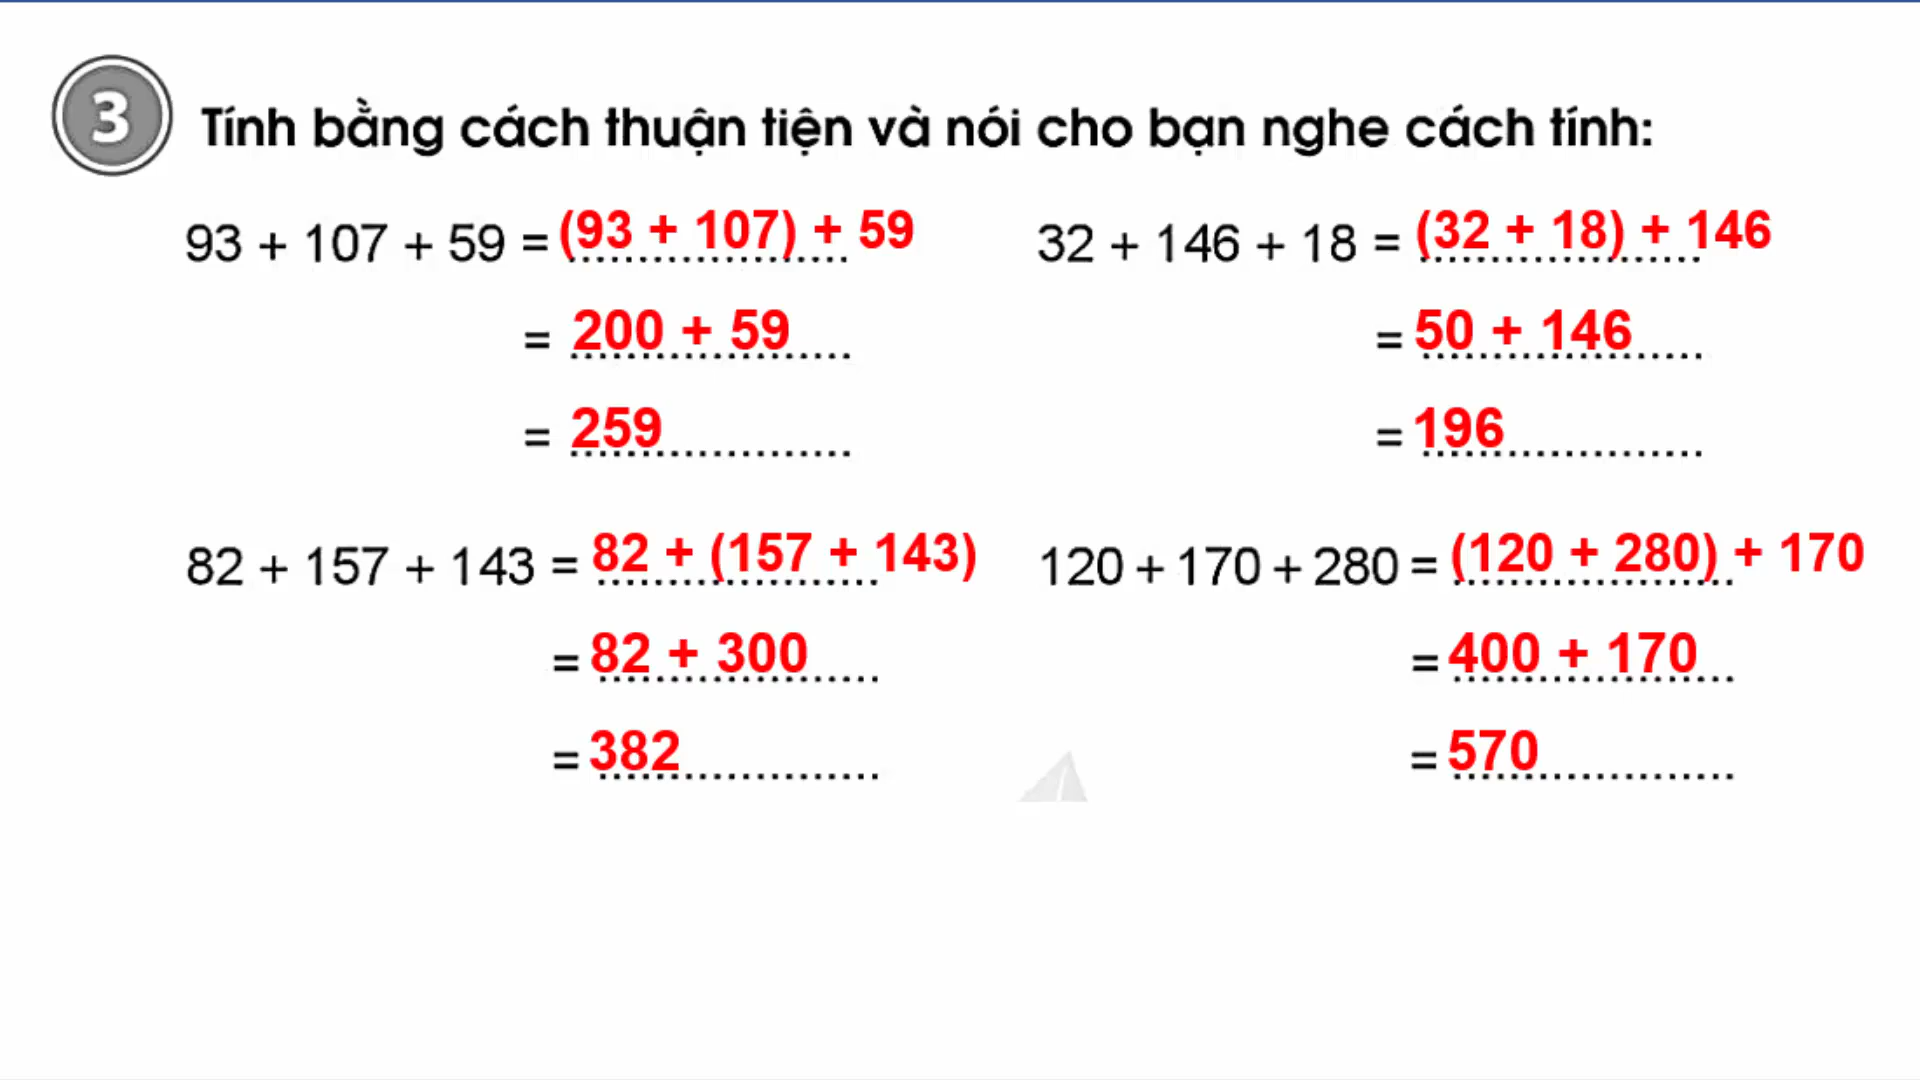 3 Tính bằng cách thuận tiện và nói cho bạn nghe cách tính:
93 + 107 + 59 = (93 + 107) + 59
= 200 + 59
= 259
32 + 146 + 18 = (32 + 18) + 146
= 50 + 146
= 196
82 + 157 + 143 = 82 + (157 + 143)
= 82 + 300
= 382
120 + 170 + 280 = (120 + 280) + 170
= 400 + 170
= 570